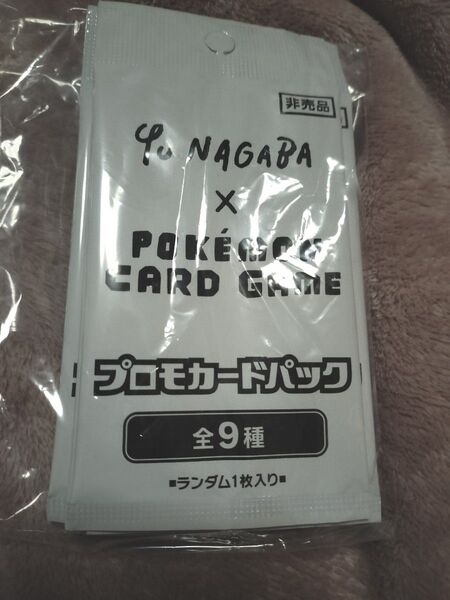 非売品
Yu NAGABA
×
POKÉMON
CARD GAME
プロモカードパック
全9種
■ランダム1枚入り■